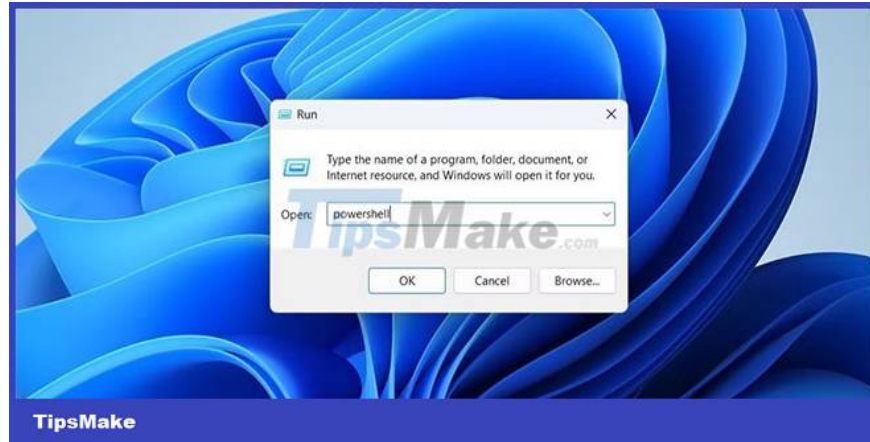 Run
Type the name of a program, folder, document, or
Internet resource, and Windows will open it for you.
Open: powershell
TipsMake.com
OK Cancel Browse...
TipsMake